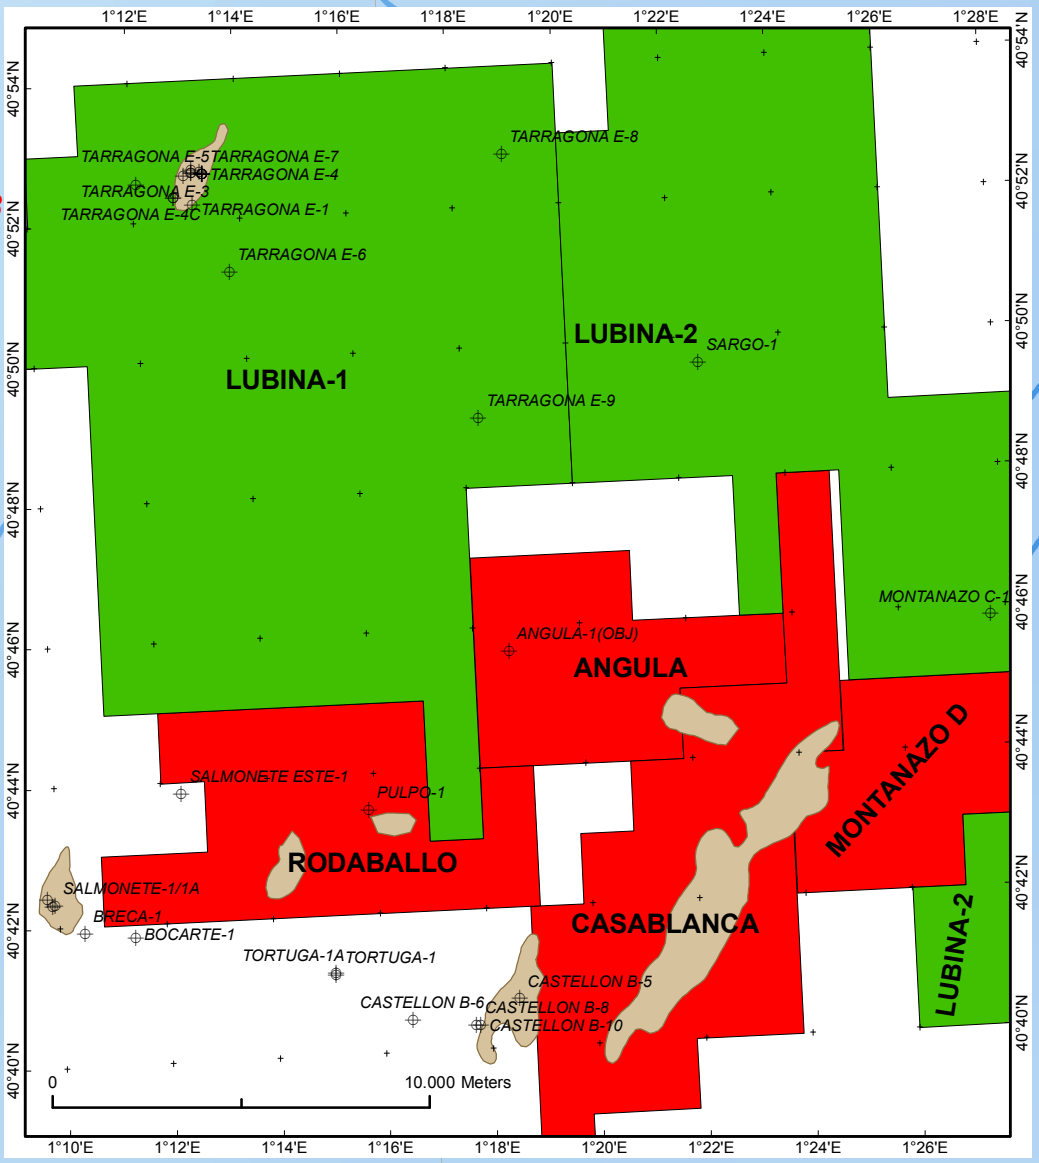 1°12'E 1°14'E 1°16'E 1°18'E 1°20'E 1°22'E 1°24'E 1°26'E 1°28'E
40°54'N
40°54'N
TARRAGONA E-8
TARRAGONA E-5 TARRAGONA E-7
TARRAGONA E-4
TARRAGONA E-3
40°52'N
TARRAGONA E-4C TARRAGONA E-1
40°52'N
TARRAGONA E-6
40°50'N
LUBINA-2
SARGO-1
40°50'N
LUBINA-1
TARRAGONA E-9
40°48'N
40°48'N
40°46'N
MONTANAZO C-1
ANGULA-1(OBJ)
40°46'N
ANGULA
40°44'N
MONTANAZO D
SALMONETE ESTE-1
40°44'N
PULPO-1
RODABALLO
40°42'N
SALMONETE-1/1A
BRECA-1
CASABLANCA
40°42'N
BOCARTE-1
LUBINA-2
TORTUGA-1A TORTUGA-1
CASTELLON B-5
CASTELLON B-6 CASTELLON B-8
CASTELLON B-10
40°40'N
40°40'N
0 10.000 Meters
1°10'E 1°12'E 1°14'E 1°16'E 1°18'E 1°20'E 1°22'E 1°24'E 1°26'E